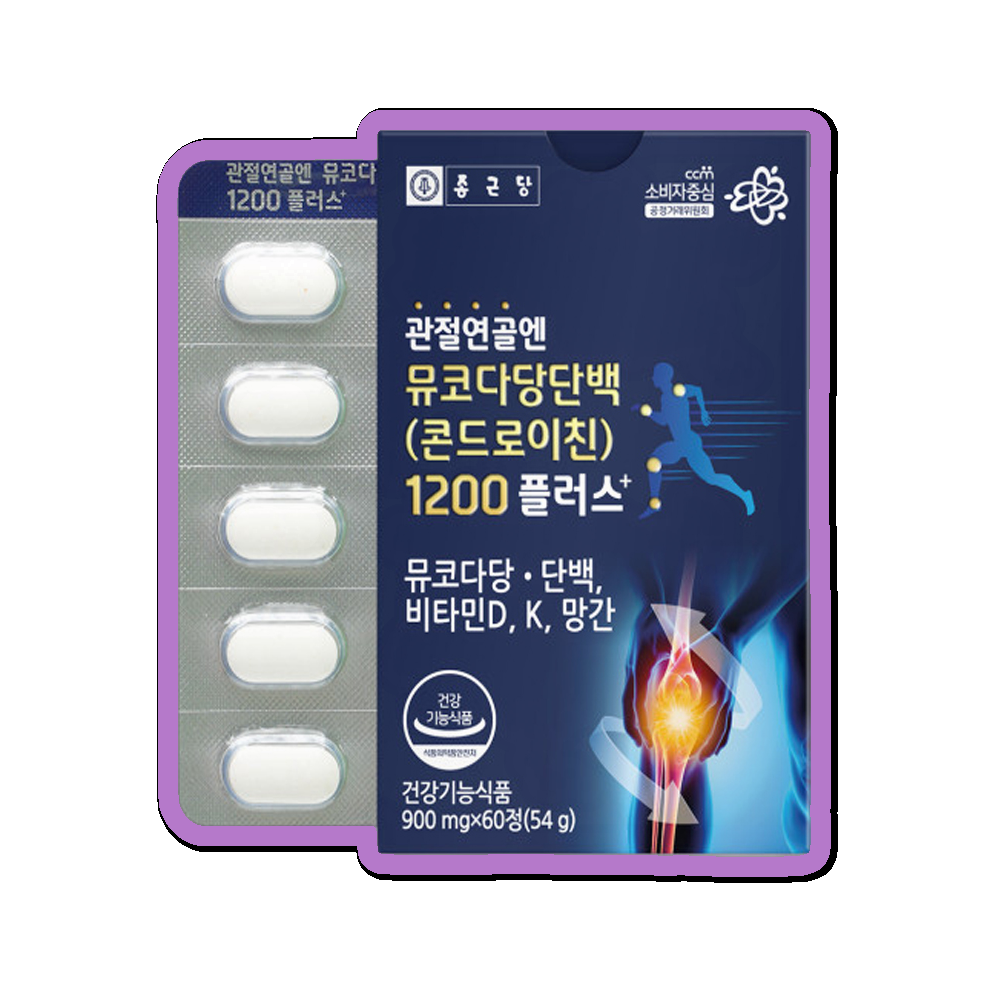 관절연골엔 뮤코다
1200 플러스+
종근당
ccm
소비자중심
공정거래위원회
관절연골엔
뮤코다당단백
(콘드로이친)
1200 플러스+
뮤코다당·단백,
비타민D, K, 망간
건강
기능식품
식품의약품안전처
건강기능식품
900 mg×60정(54 g)